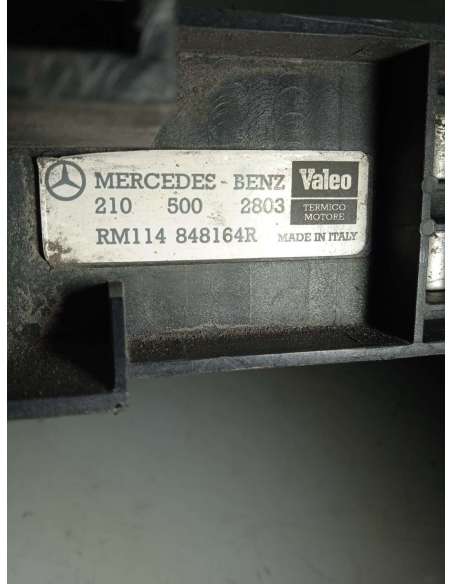 MERCEDES - BENZ
210 500 2803
RM114 848164R
Valeo
TERMICO
MOTORE
MADE IN ITALY